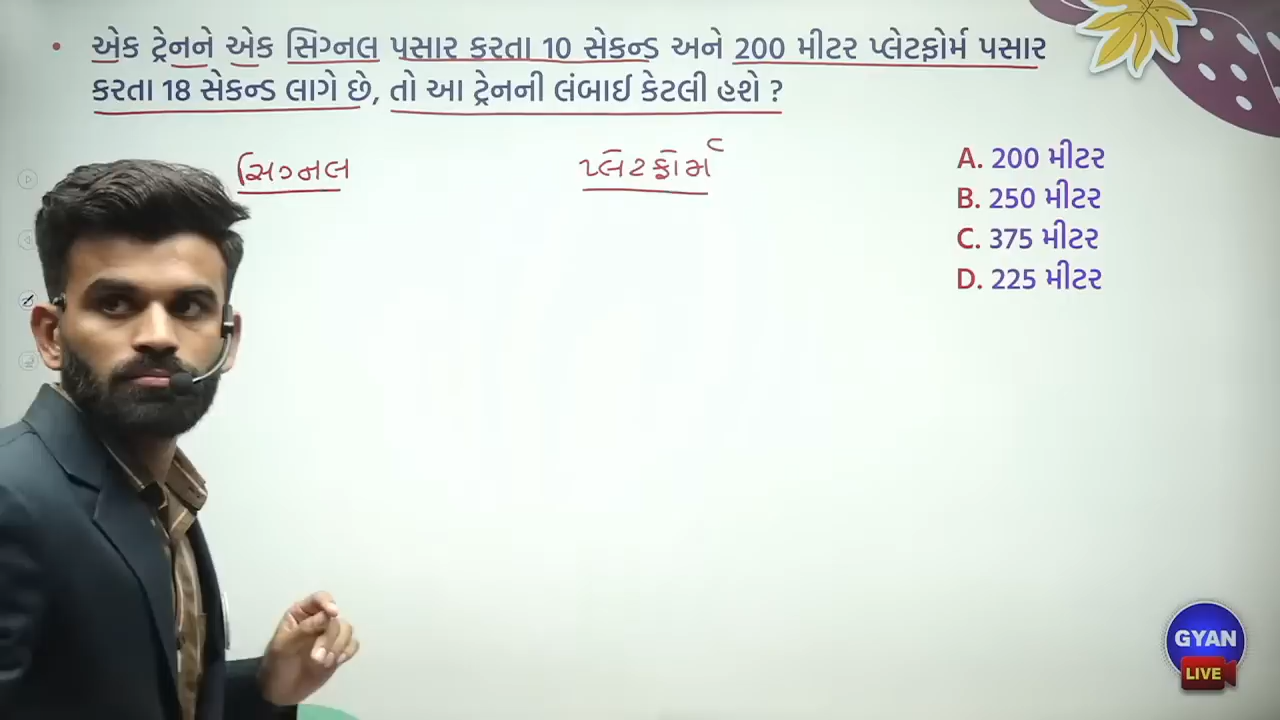 • એક ટ્રેનને એક સિગ્નલ પસાર કરતા 10 સેકન્ડ અને 200 મીટર પ્લેટફોર્મ પસાર
કરતા 18 સેકન્ડ લાગે છે, તો આ ટ્રેનની લંબાઈ કેટલી હશે ?
સિગ્નલ
પ્લેટફોર્મ
A. 200 મીટર
B. 250 મીટર
C. 375 મીટર
D. 225 મીટર
GYAN
LIVE